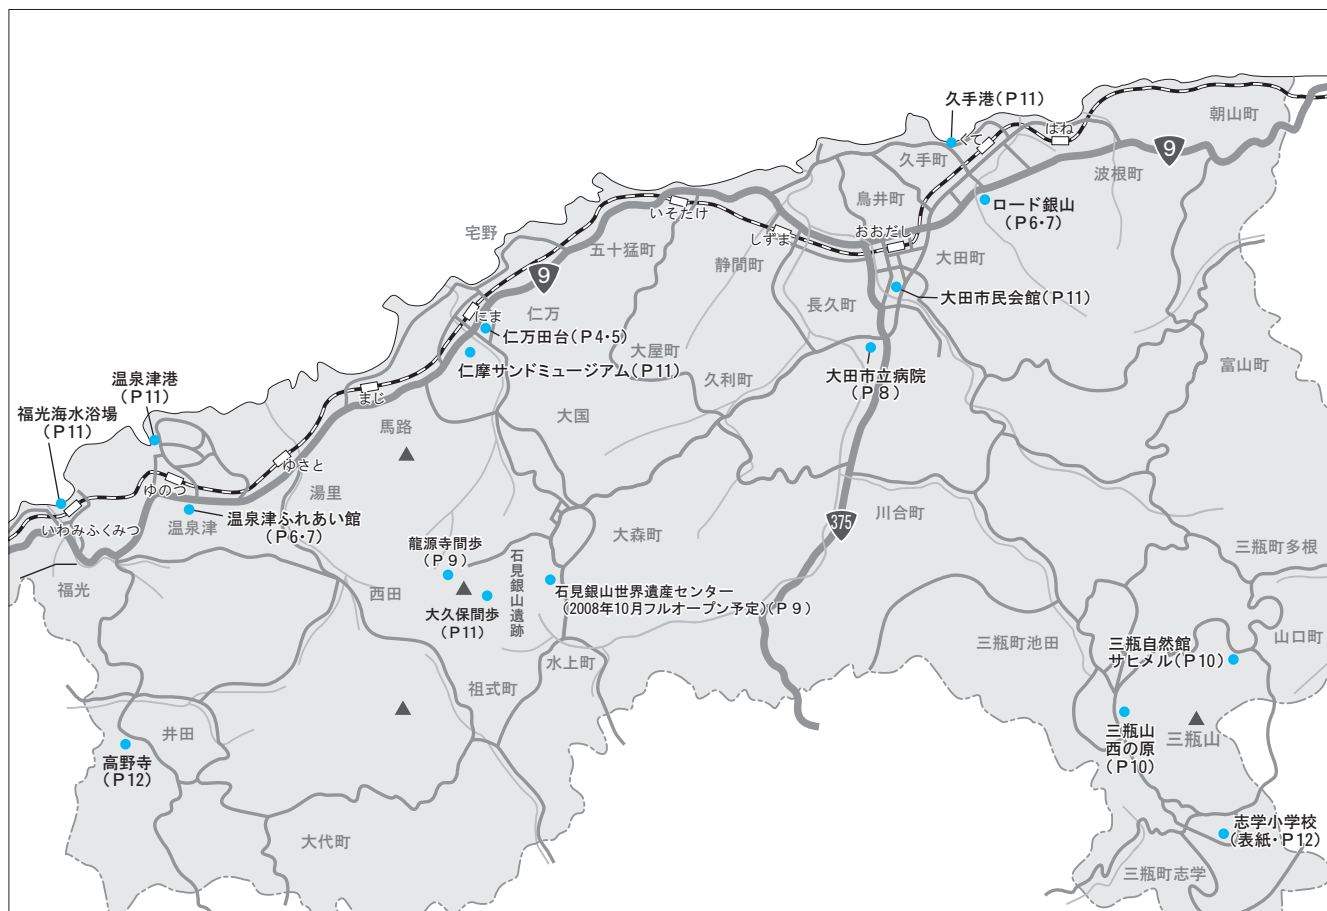 久手港(P11)
朝山町
くて
はね
久手町
9
波根町
鳥井町
ロード銀山
(P6・7)
いそたけ
宅野
しずま
おおだし
五十猛町
静間町
大田町
9
大田市民会館(P11)
長久町
仁万
にま
仁万田台(P4・5)
大屋町
仁摩サンドミュージアム(P11)
久利町
大田市立病院
(P8)
富山町
温泉津港
(P11)
まじ
福光海水浴場
(P11)
大国
馬路
ゆさと
ゆのつ
湯里
いわみふくみつ
温泉津
温泉津ふれあい館
(P6・7)
大森町
375
川合町
龍源寺間歩
(P9)
石見銀山遺跡
三瓶町多根
福光
西田
大久保間歩
(P11)
石見銀山世界遺産センター
(2008年10月フルオープン予定)(P9)
三瓶町池田
三瓶自然館
サヒメル(P10)
山口町
水上町
祖式町
井田
三瓶山
西の原
(P10)
三瓶山
高野寺
(P12)
志学小学校
(表紙・P12)
大代町
三瓶町志学